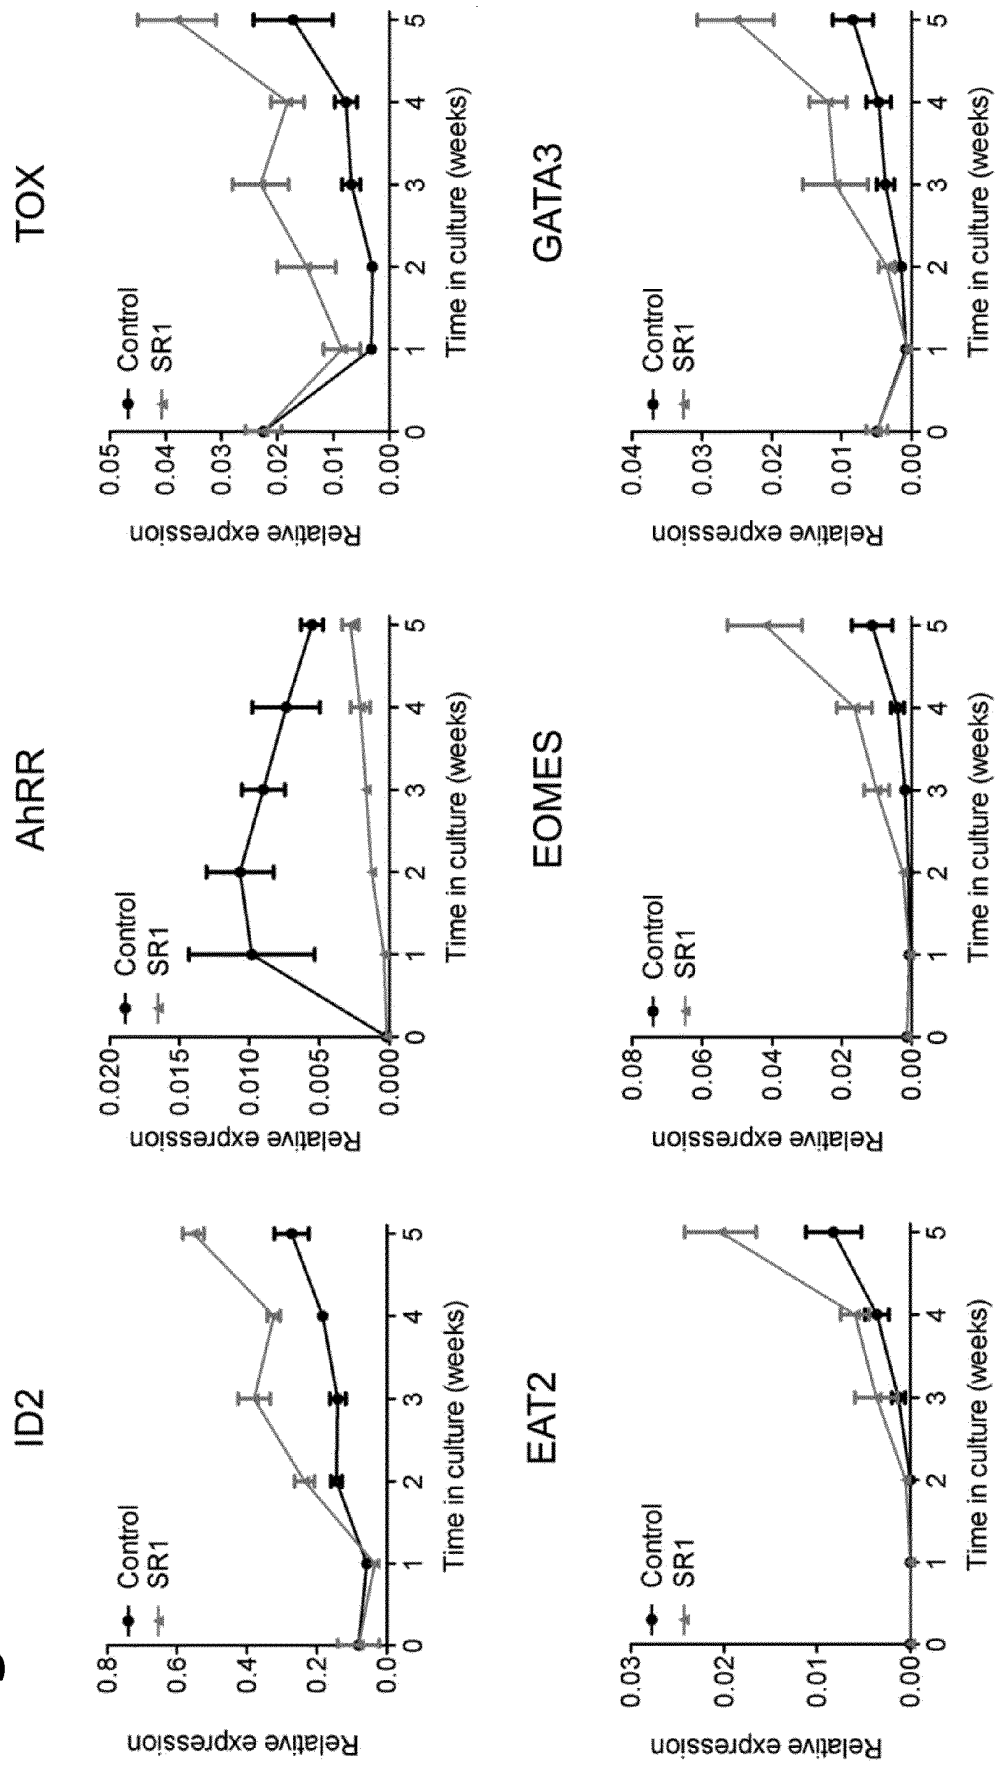 ID2
Relative expression
0.8
0.6
0.4
0.2
0.0
Control
SR1
0 1 2 3 4 5
Time in culture (weeks)
AhRR
Relative expression
0.020
0.015
0.010
0.005
0.000
Control
SR1
0 1 2 3 4 5
Time in culture (weeks)
TOX
Relative expression
0.05
0.04
0.03
0.02
0.01
0.00
Control
SR1
0 1 2 3 4 5
Time in culture (weeks)
EAT2
Relative expression
0.03
0.02
0.01
0.00
Control
SR1
0 1 2 3 4 5
Time in culture (weeks)
EOMES
Relative expression
0.08
0.06
0.04
0.02
0.00
Control
SR1
0 1 2 3 4 5
Time in culture (weeks)
GATA3
Relative expression
0.04
0.03
0.02
0.01
0.00
Control
SR1
0 1 2 3 4 5
Time in culture (weeks)